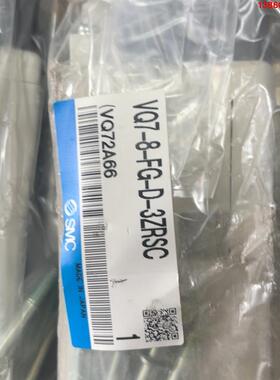 VQ7-8-FG-D-3ZRSC
(VQ72A66
SMC
MADE IN JAPAN
1